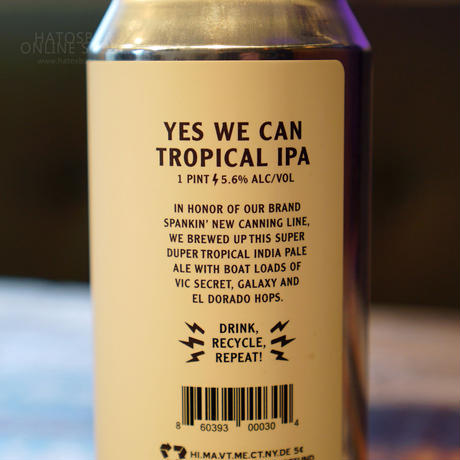 YES WE CAN
TROPICAL IPA
1 PINT 5.6% ALC/VOL
IN HONOR OF OUR BRAND
SPANKIN' NEW CANNING LINE,
WE BREWED UP THIS SUPER
DUPER TROPICAL INDIA PALE
ALE WITH BOAT LOADS OF
VIC SECRET, GALAXY AND
EL DORADO HOPS.
DRINK,
RECYCLE,
REPEAT!
8 60393 00030 4
HI.MA.VT.ME.CT.NY.DE 5¢